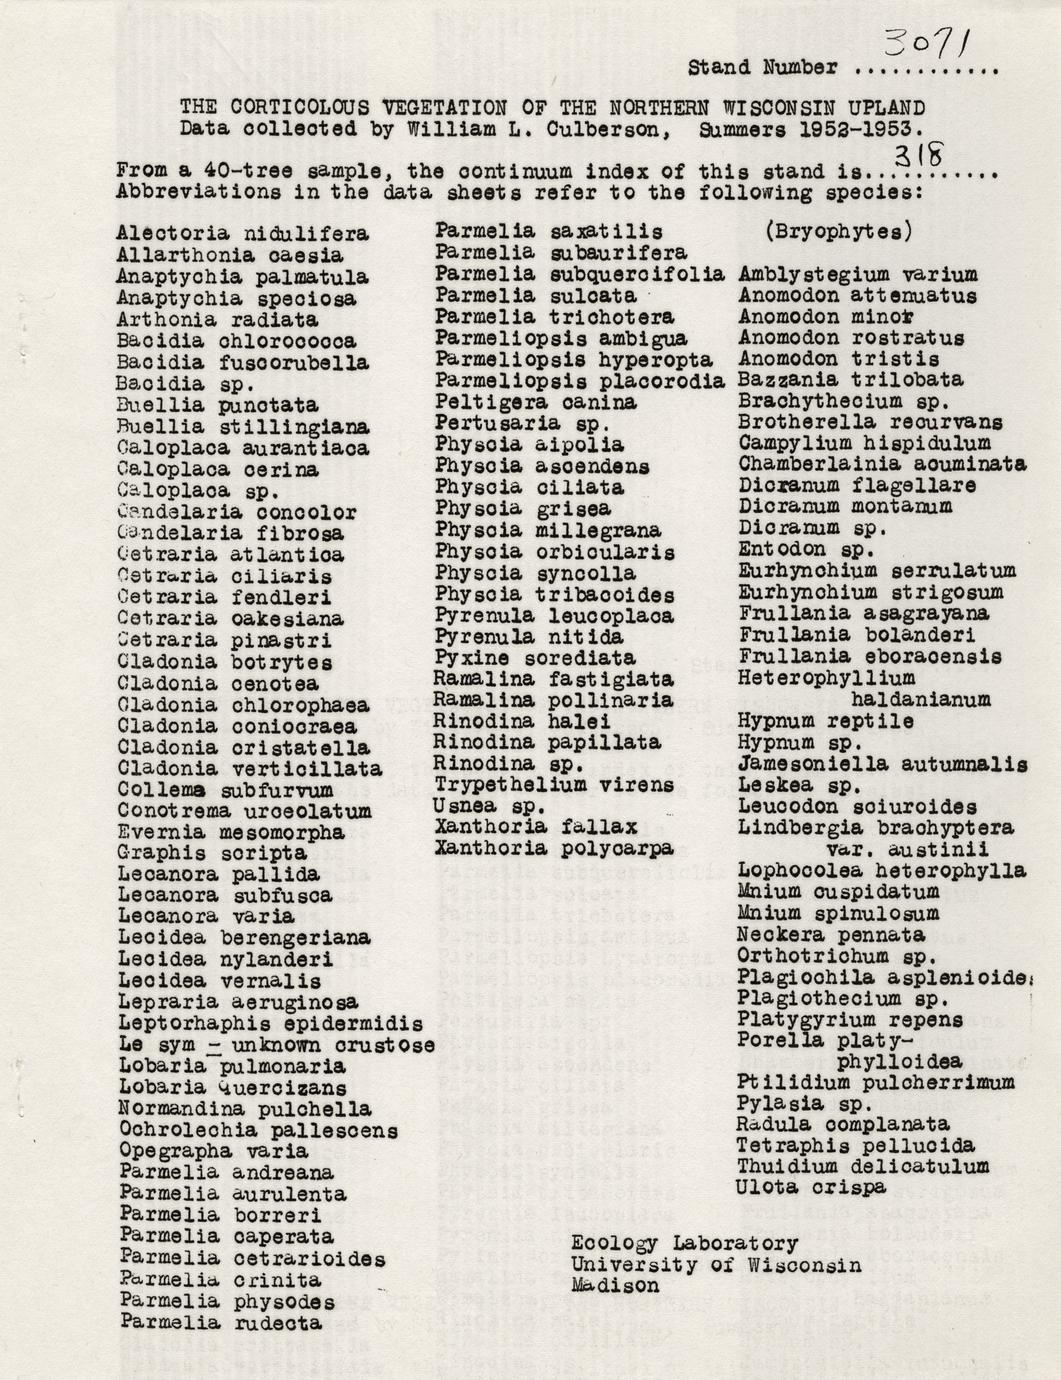 3071
Stand Number ............
THE CORTICOLOUS VEGETATION OF THE NORTHERN WISCONSIN UPLAND
Data collected by William L. Culberson, Summers 1952-1953.
318
From a 40-tree sample, the continuum index of this stand is...........
Abbreviations in the data sheets refer to the following species:
Alectoria nidulifera
Allarthonia caesia
Anaptychia palmatula
Anaptychia speciosa
Arthonia radiata
Bacidia chlorococca
Bacidia fuscorubella
Bacidia sp.
Buellia punctata
Buellia stillingiana
Caloplaca aurantiaca
Caloplaca cerina
Caloplaca sp.
Candelaria concolor
Candelaria fibrosa
Cetraria atlantica
Cetraria ciliaris
Cetraria fendleri
Cetraria oakesiana
Cetraria pinastri
Cladonia botrytes
Cladonia cenotea
Cladonia chlorophaea
Cladonia coniocraea
Cladonia cristatella
Cladonia verticillata
Collema subfurvum
Conotrema urceolatum
Evernia mesomorpha
Graphis scripta
Lecanora pallida
Lecanora subfusca
Lecanora varia
Lecidea berengeriana
Lecidea nylanderi
Lecidea vernalis
Lepraria aeruginosa
Leptorhaphis epidermidis
Le sym - unknown crustose
Lobaria pulmonaria
Lobaria quercizans
Normandina pulchella
Ochrolechia pallescens
Opegrapha varia
Parmelia andreana
Parmelia aurulenta
Parmelia borreri
Parmelia caperata
Parmelia cetrarioides
Parmelia crinita
Parmelia physodes
Parmelia rudecta
Parmelia saxatilis
Parmelia subaurifera
Parmelia subquercifolia
Parmelia sulcata
Parmelia trichotera
Parmeliopsis ambigua
Parmeliopsis hyperopta
Parmeliopsis placorodia
Peltigera canina
Pertusaria sp.
Physcia aipolia
Physcia ascendens
Physcia ciliata
Physcia grisea
Physcia millegrana
Physcia orbicularis
Physcia syncolla
Physcia tribacoides
Pyrenula leucoplaca
Pyrenula nitida
Pyxine sorediata
Ramalina fastigiata
Ramalina pollinaria
Rinodina halei
Rinodina papillata
Rinodina sp.
Trypethelium virens
Usnea sp.
Xanthoria fallax
Xanthoria polycarpa
(Bryophytes)
Amblystegium varium
Anomodon attenuatus
Anomodon minor
Anomodon rostratus
Anomodon tristis
Bazzania trilobata
Brachythecium sp.
Brotherella recurvans
Campylium hispidulum
Chamberlainia acuminata
Dicranum flagellare
Dicranum montanum
Dicranum sp.
Entodon sp.
Eurhynchium serrulatum
Eurhynchium strigosum
Frullania asagrayana
Frullania bolanderi
Frullania eboracensis
Heterophyllium
haldanianum
Hypnum reptile
Hypnum sp.
Jamesoniella autumnalis
Leskea sp.
Leucodon sciuroides
Lindbergia brachyptera
var. austinii
Lophocolea heterophylla
Mnium cuspidatum
Mnium spinulosum
Neckera pennata
Orthotrichum sp.
Plagiochila asplenioides
Plagiothecium sp.
Platygyrium repens
Porella platy-
phylloidea
Ptilidium pulcherrimum
Pylasia sp.
Radula complanata
Tetraphis pellucida
Thuidium delicatulum
Ulota crispa
Ecology Laboratory
University of Wisconsin
Madison